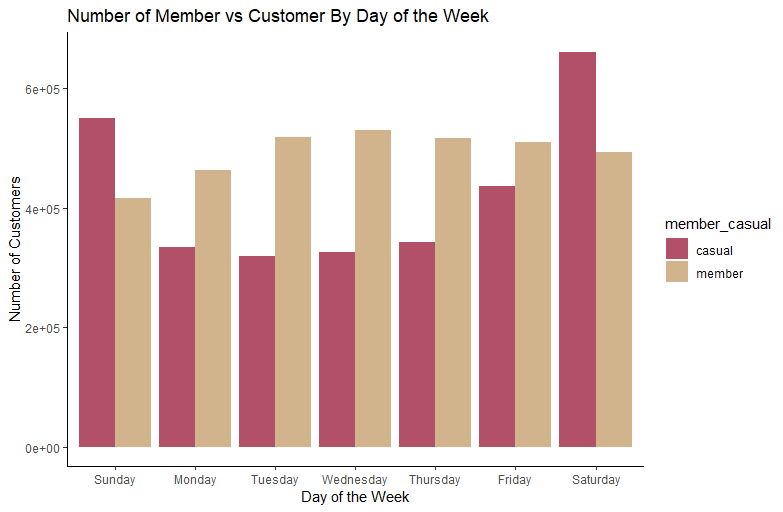 Number of Member vs Customer By Day of the Week
Number of Customers
6e+05
4e+05
2e+05
0e+00
Sunday Monday Tuesday Wednesday Thursday Friday Saturday
Day of the Week
member_casual
casual
member